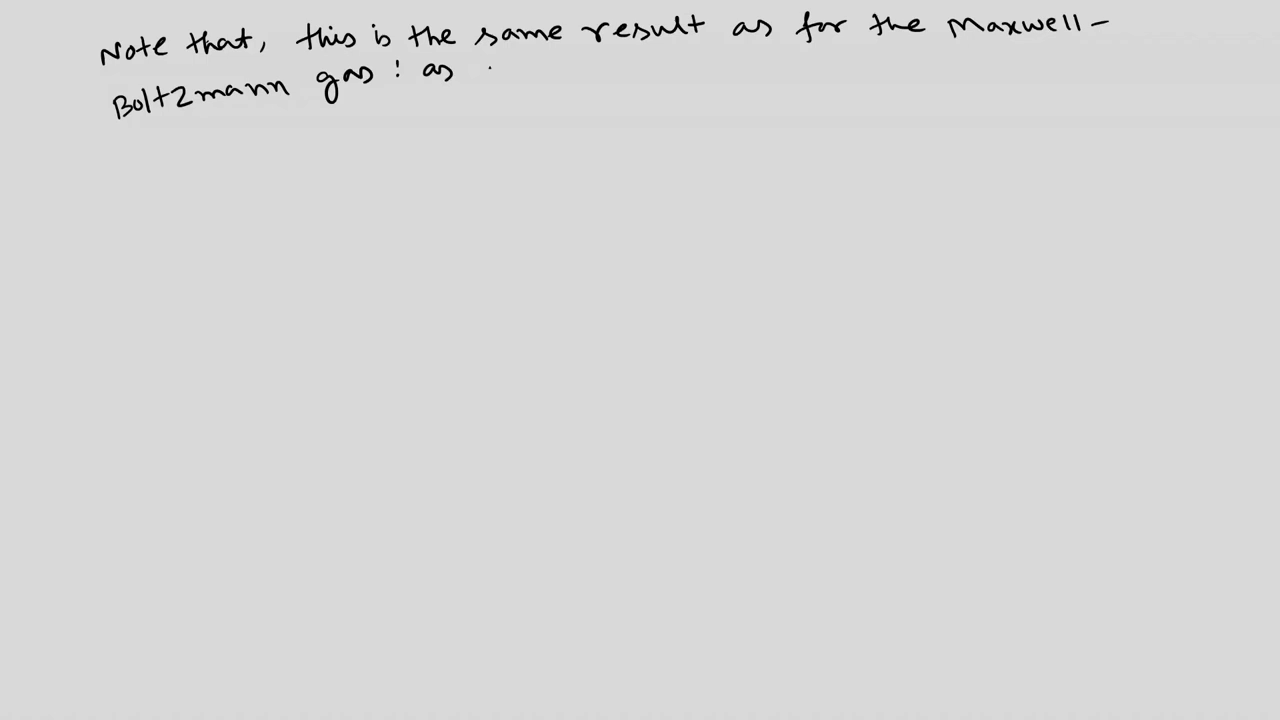 Note that, this is the same result as for the Maxwell-
Boltzmann gas! as